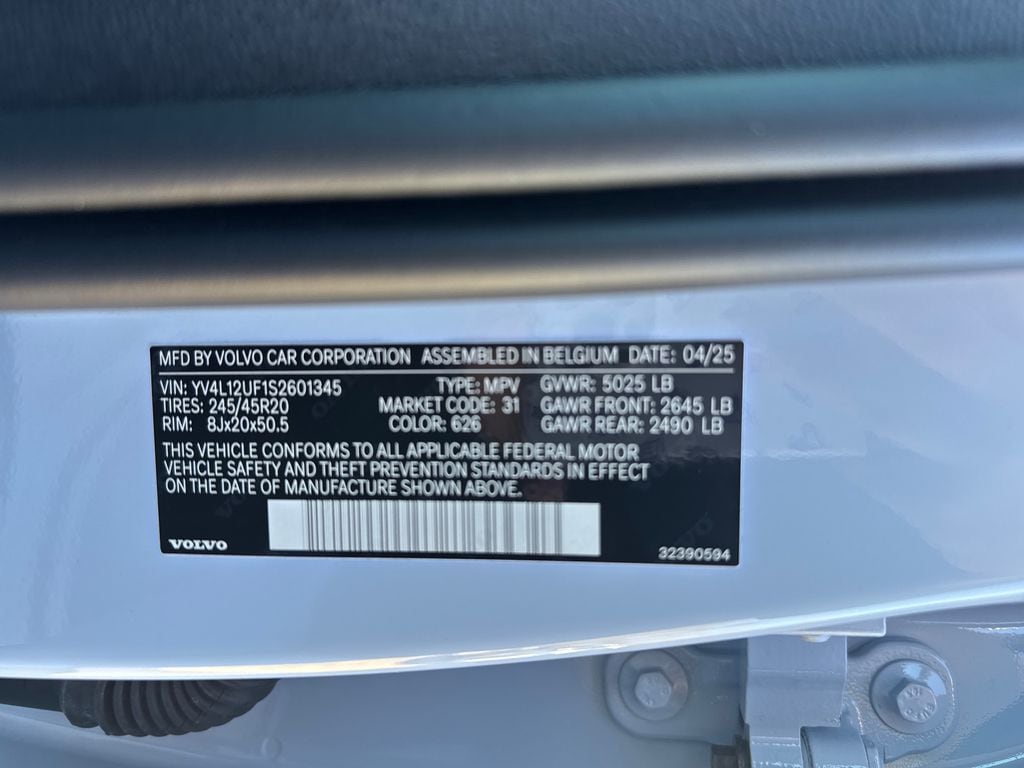 MFD BY VOLVO CAR CORPORATION ASSEMBLED IN BELGIUM DATE: 04/25
VIN: YV4L12UF1S2601345 TYPE: MPV GVWR: 5025 LB
TIRES: 245/45R20 MARKET CODE: 31 GAWR FRONT: 2645 LB
RIM: 8Jx20x50.5 COLOR: 626 GAWR REAR: 2490 LB
THIS VEHICLE CONFORMS TO ALL APPLICABLE FEDERAL MOTOR
VEHICLE SAFETY AND THEFT PREVENTION STANDARDS IN EFFECT
ON THE DATE OF MANUFACTURE SHOWN ABOVE.
VOLVO 32390594